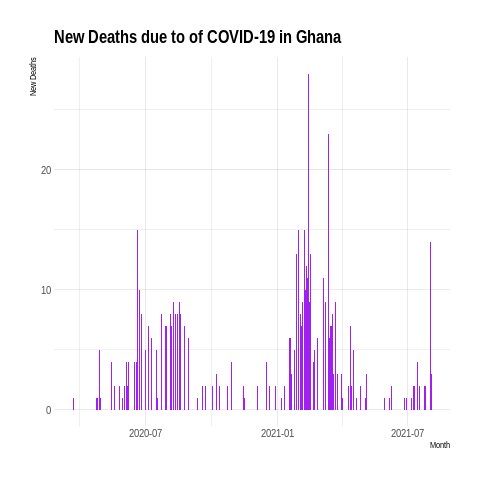 New Deaths due to of COVID-19 in Ghana
New Deaths
20
10
0
2020-07
2021-01
2021-07
Month